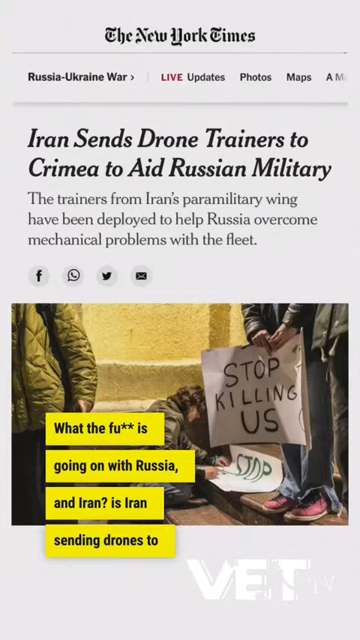 The New York Times
Russia-Ukraine War › LIVE Updates Photos Maps
Iran Sends Drone Trainers to
Crimea to Aid Russian Military
The trainers from Iran's paramilitary wing
have been deployed to help Russia overcome
mechanical problems with the fleet.
STOP
KILLING
US
STOP
What the fu** is
going on with Russia,
and Iran? is Iran
sending drones to
VET